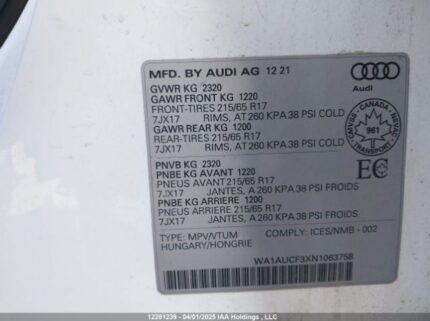 MFD. BY AUDI AG 12 21
GVWR KG 2320
GAWR FRONT KG 1220
FRONT-TIRES 215/65 R17
7JX17 RIMS, AT 260 KPA 38 PSI COLD
GAWR REAR KG 1200
REAR-TIRES 215/65 R17
7JX17 RIMS, AT 260 KPA 38 PSI COLD
Audi
CANADA
NSVAC-NSVAM
961
TRANSPORT
PNVB KG 2320
PNBE KG AVANT 1220
PNEUS AVANT 215/65 R17
7JX17 JANTES, A 260 KPA 38 PSI FROIDS
PNBE KG ARRIERE 1200
PNEUS ARRIERE 215/65 R17
7JX17 JANTES, A 260 KPA 38 PSI FROIDS
EC
TYPE: MPV/VTUM COMPLY: ICES/NMB - 002
HUNGARY/HONGRIE
WA1AUCF3XN1063758
12281239 - 04/01/2025 IAA Holdings, LLC